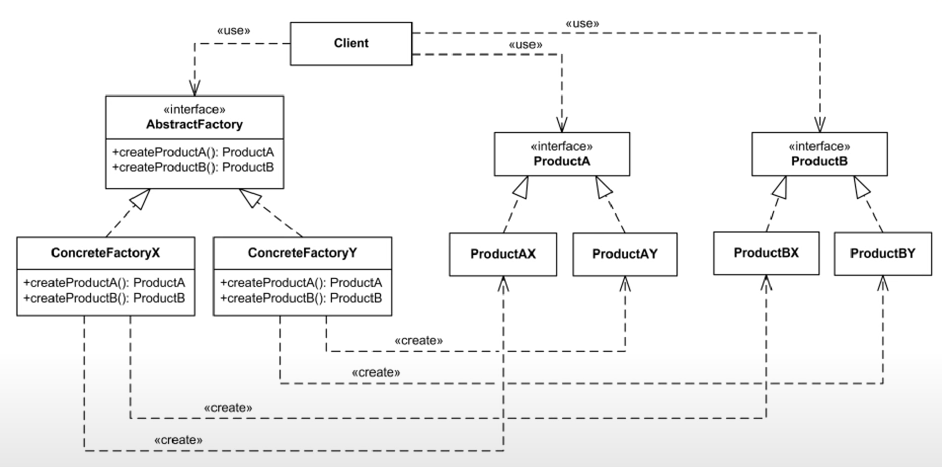 «use»
Client
«use»
«use»
«interface»
AbstractFactory
+createProductA(): ProductA
+createProductB(): ProductB
«interface»
ProductA
«interface»
ProductB
ConcreteFactoryX
+createProductA(): ProductA
+createProductB(): ProductB
ConcreteFactoryY
+createProductA(): ProductA
+createProductB(): ProductB
ProductAX
ProductAY
ProductBX
ProductBY
«create»
«create»
«create»
«create»